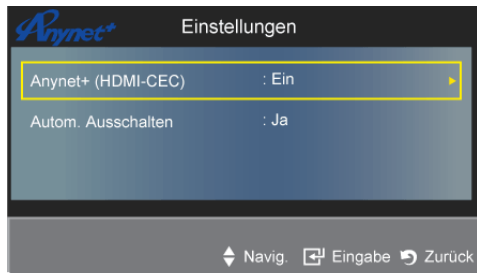 Anynet+ Einstellungen
Anynet+ (HDMI-CEC) : Ein
Autom. Ausschalten : Ja
Navig. Eingabe Zurück